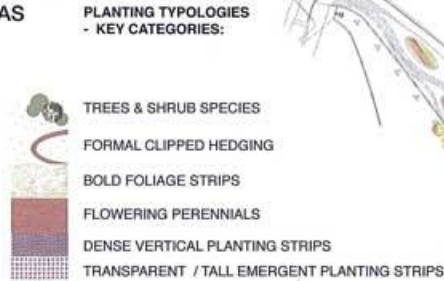 AS
PLANTING TYPOLOGIES
- KEY CATEGORIES:
TREES & SHRUB SPECIES
FORMAL CLIPPED HEDGING
BOLD FOLIAGE STRIPS
FLOWERING PERENNIALS
DENSE VERTICAL PLANTING STRIPS
TRANSPARENT / TALL EMERGENT PLANTING STRIPS